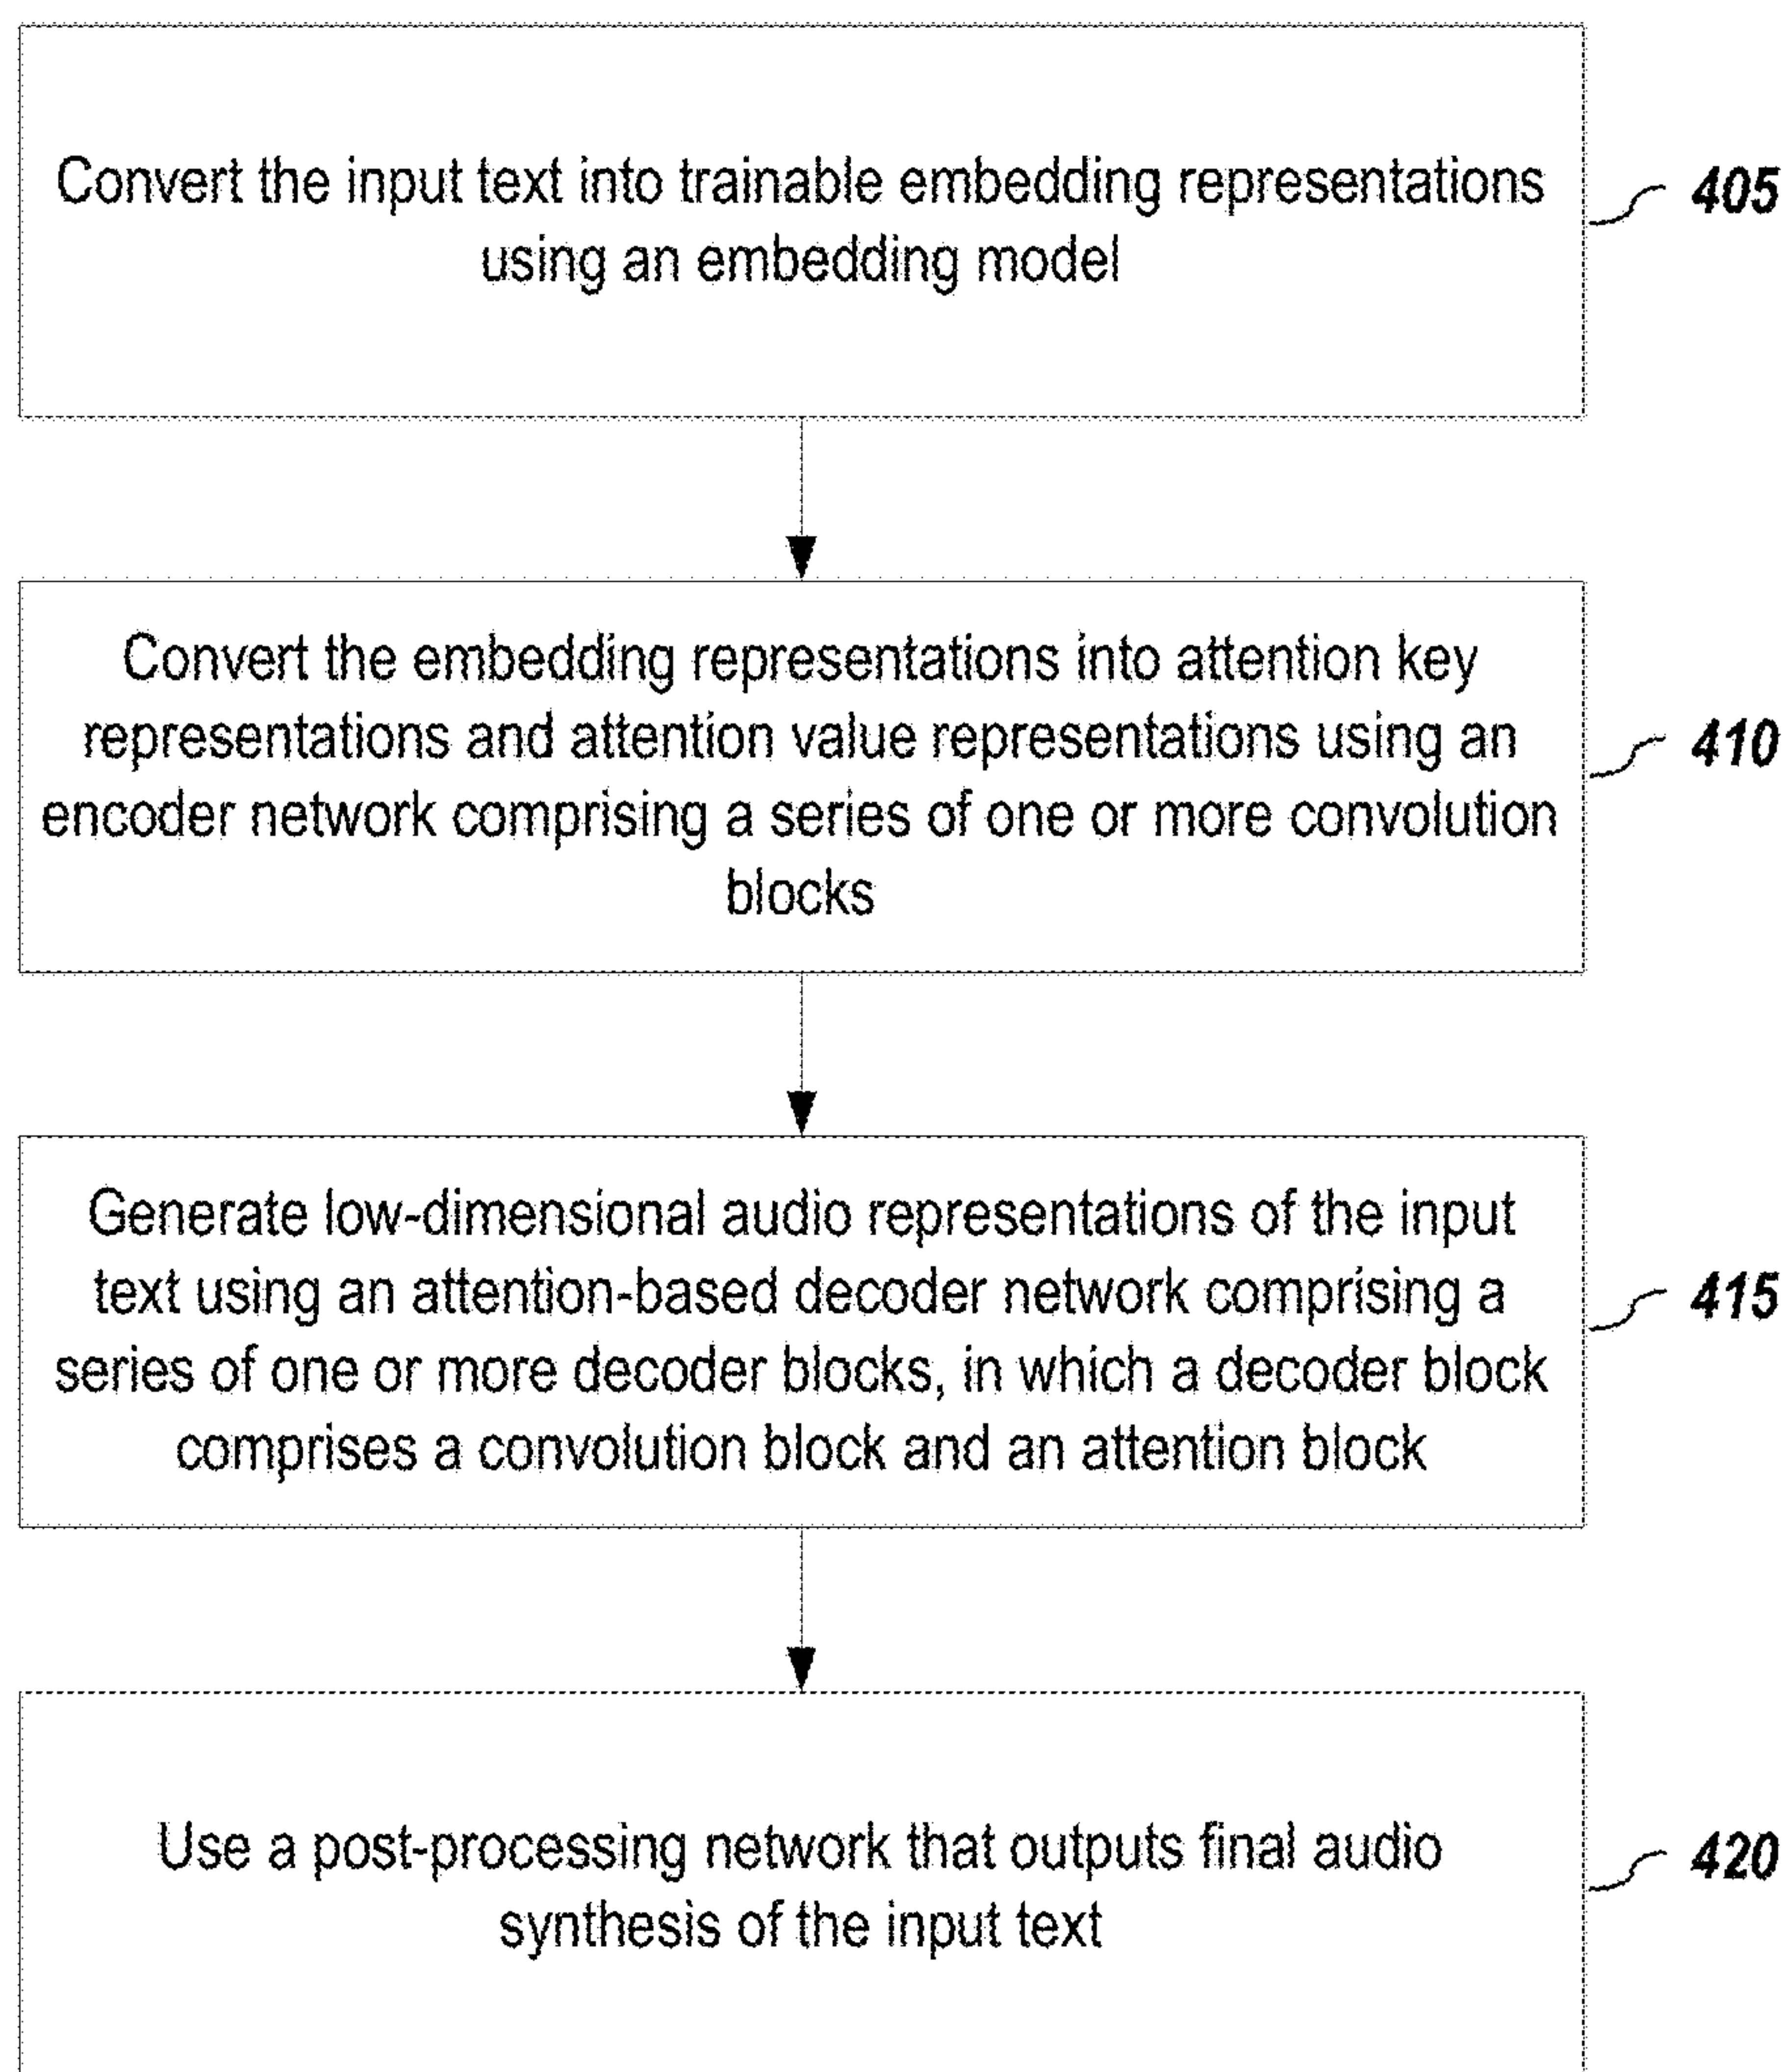 Convert the input text into trainable embedding representations
using an embedding model
405
Convert the embedding representations into attention key
representations and attention value representations using an
encoder network comprising a series of one or more convolution
blocks
410
Generate low-dimensional audio representations of the input
text using an attention-based decoder network comprising a
series of one or more decoder blocks, in which a decoder block
comprises a convolution block and an attention block
415
Use a post-processing network that outputs final audio
synthesis of the input text
420